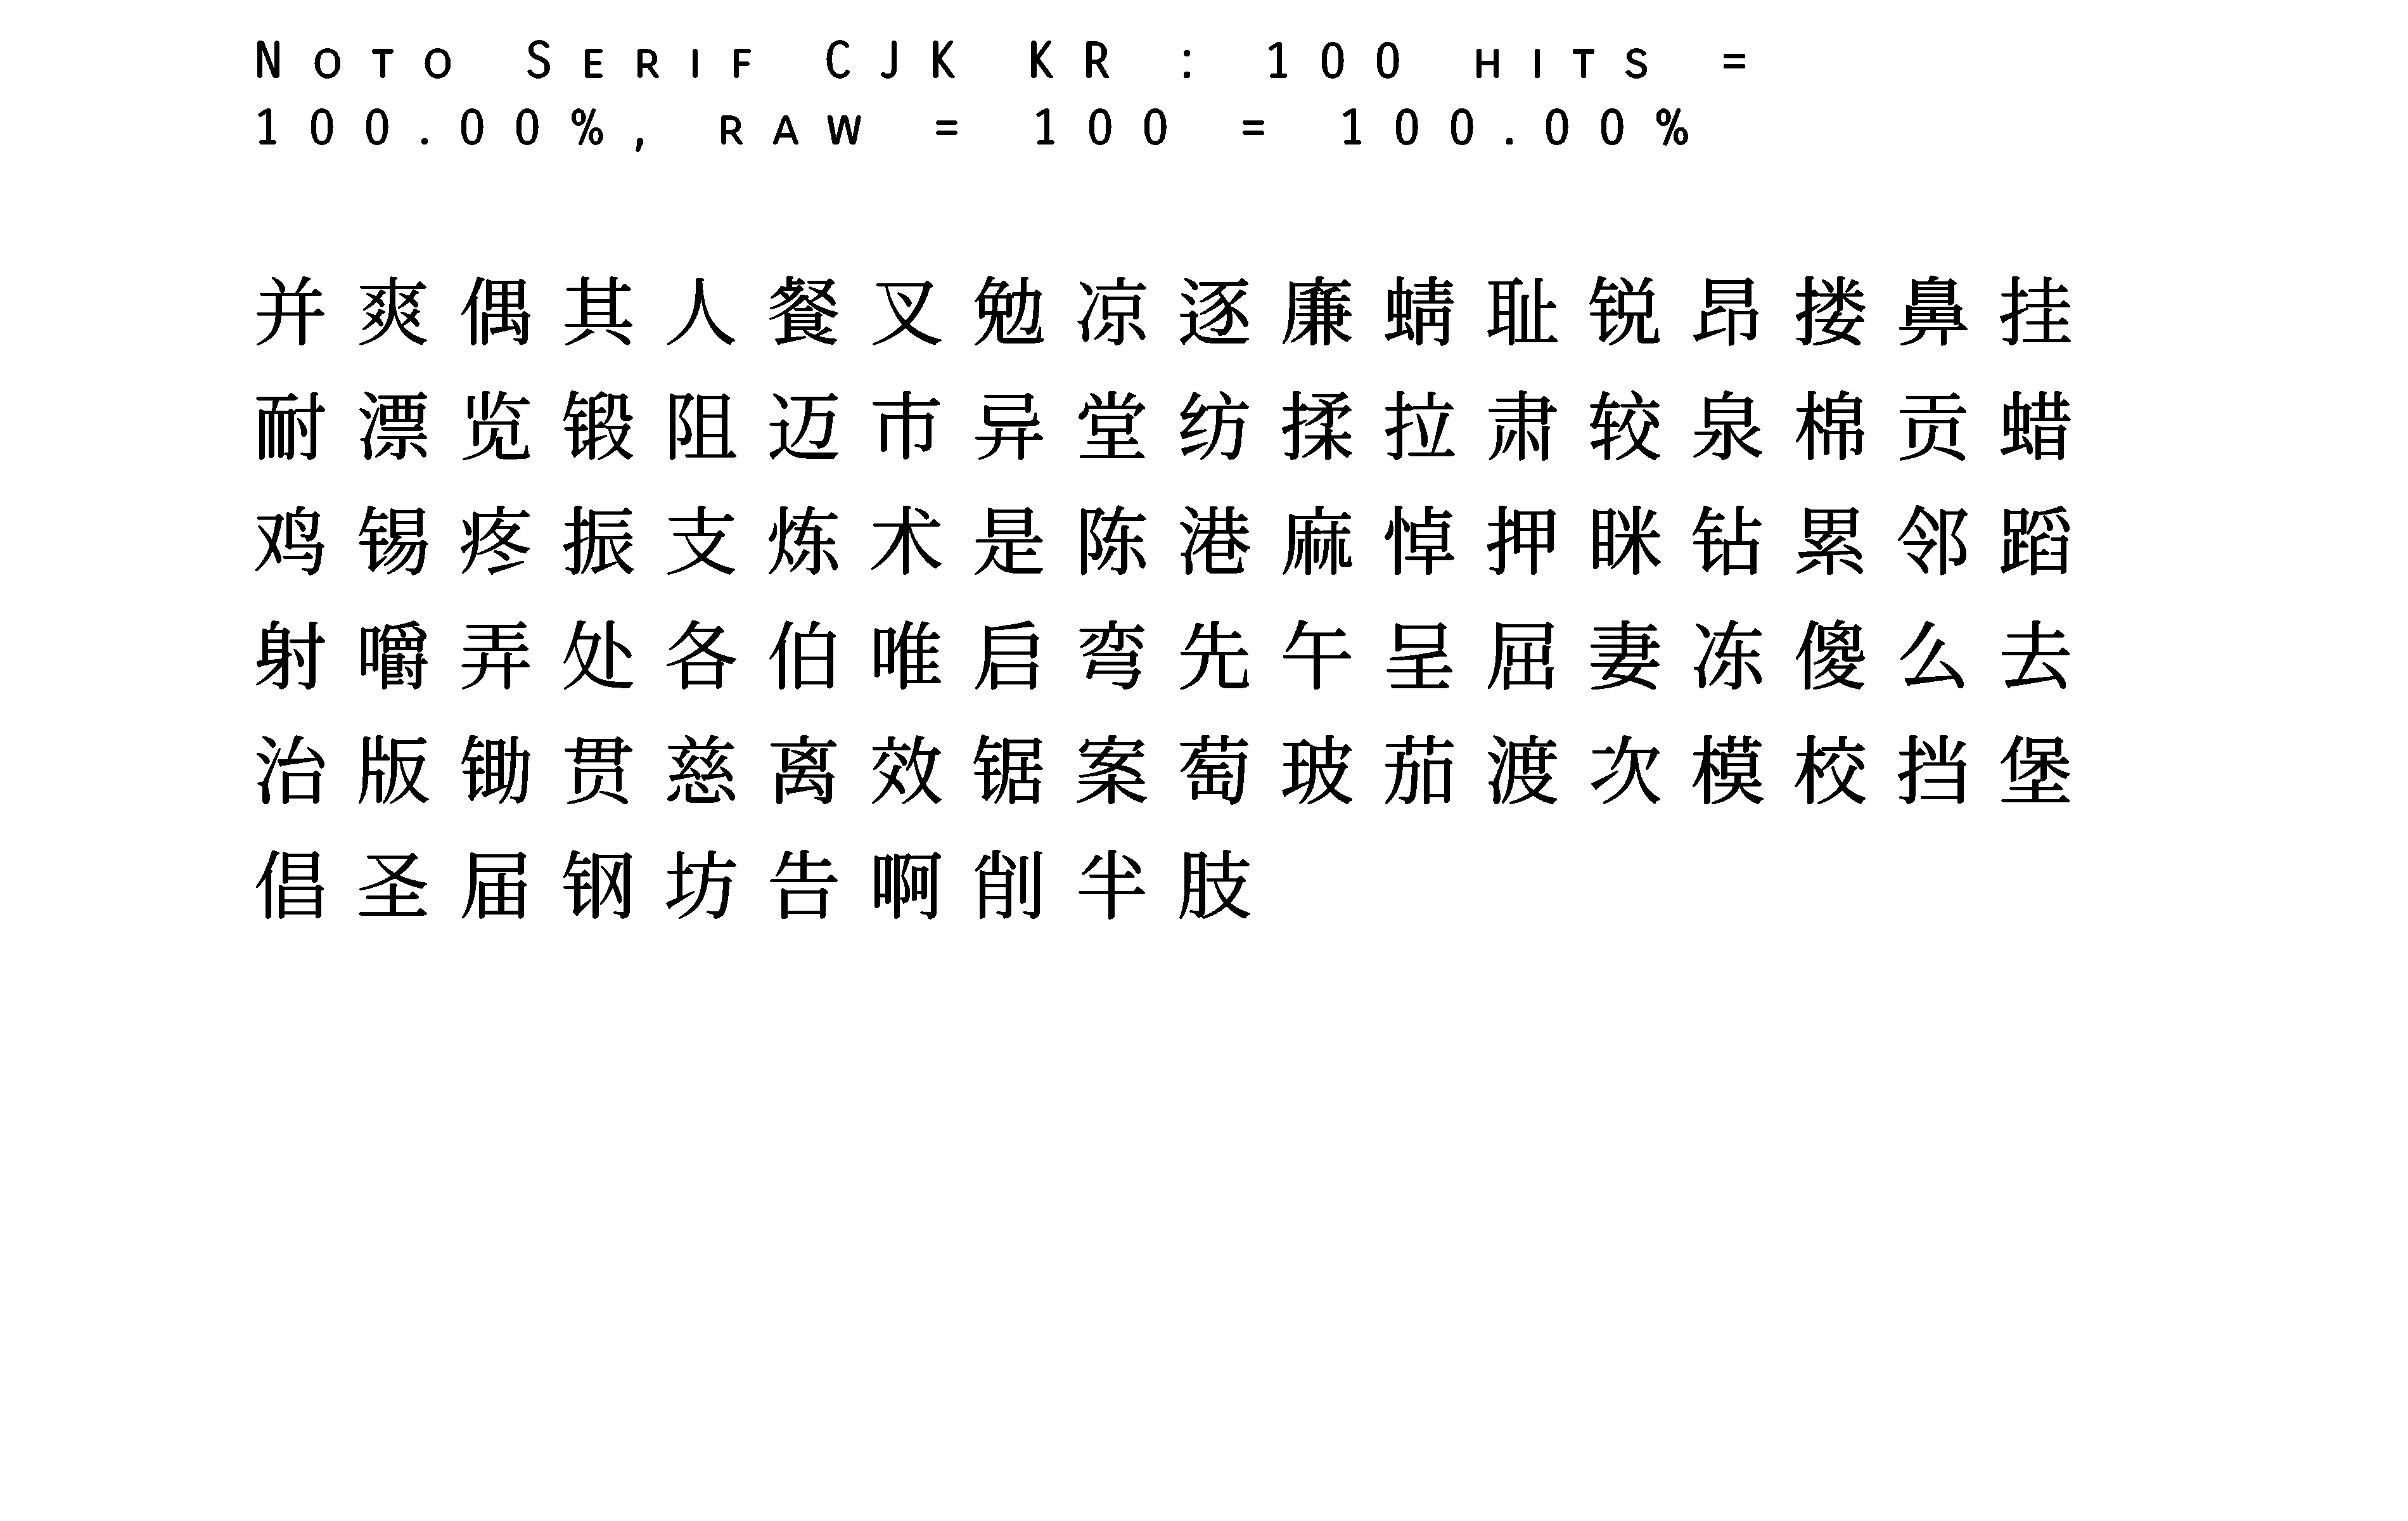 Noto Serif CJK KR : 100 hits =
100.00%, raw = 100 = 100.00%
并爽偶其人餐叉勉凉逐廉蜻耻锐昂搂鼻挂
耐漂览锻阻迈市异堂纺揉拉肃较泉棉贡蜡
鸡锡疼振支炼术是陈港麻悼押眯钻累邻蹈
射嚼弄处各伯唯启弯先午呈屈妻冻傻么去
治版锄贯慈离效锯案萄玻茄渡次模校挡堡
倡圣届钢坊告啊削半肢